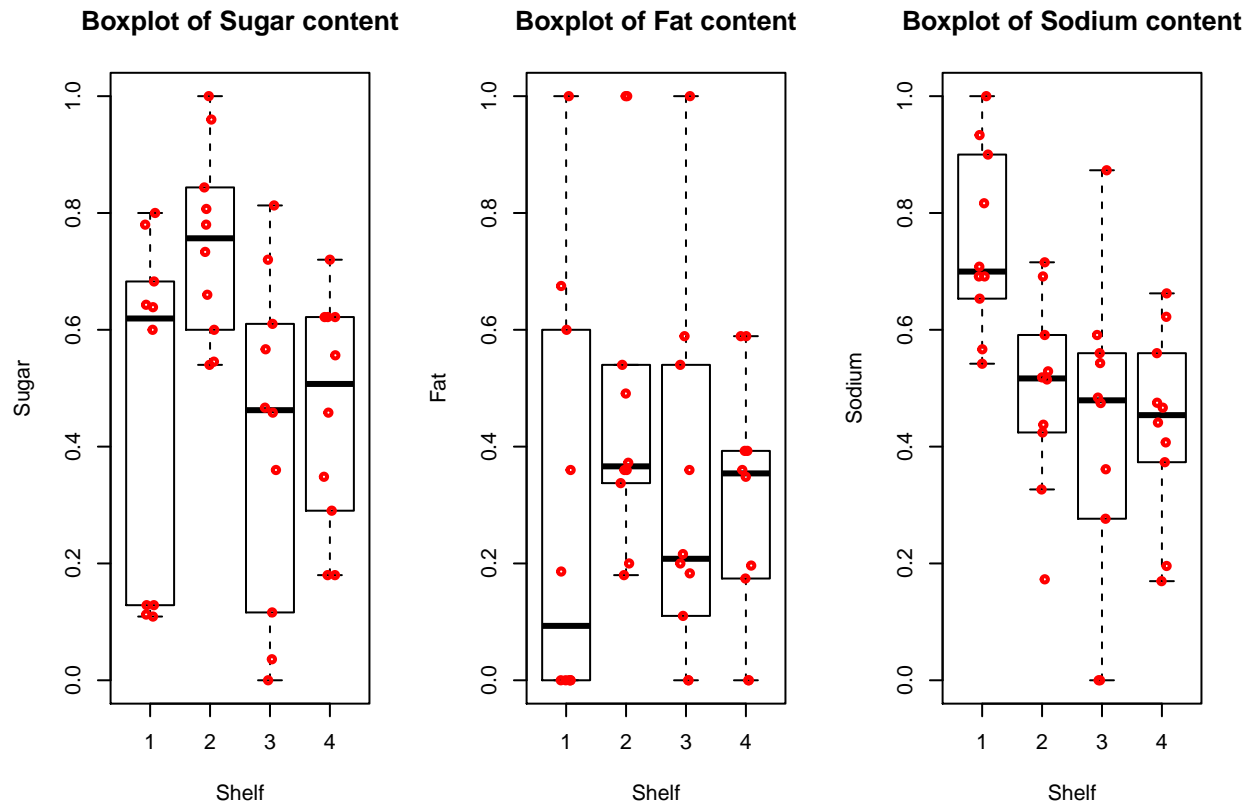 Boxplot of Sugar content
Sugar
0.0 0.2 0.4 0.6 0.8 1.0
1 2 3 4
Shelf
Boxplot of Fat content
Fat
0.0 0.2 0.4 0.6 0.8 1.0
1 2 3 4
Shelf
Boxplot of Sodium content
Sodium
0.0 0.2 0.4 0.6 0.8 1.0
1 2 3 4
Shelf